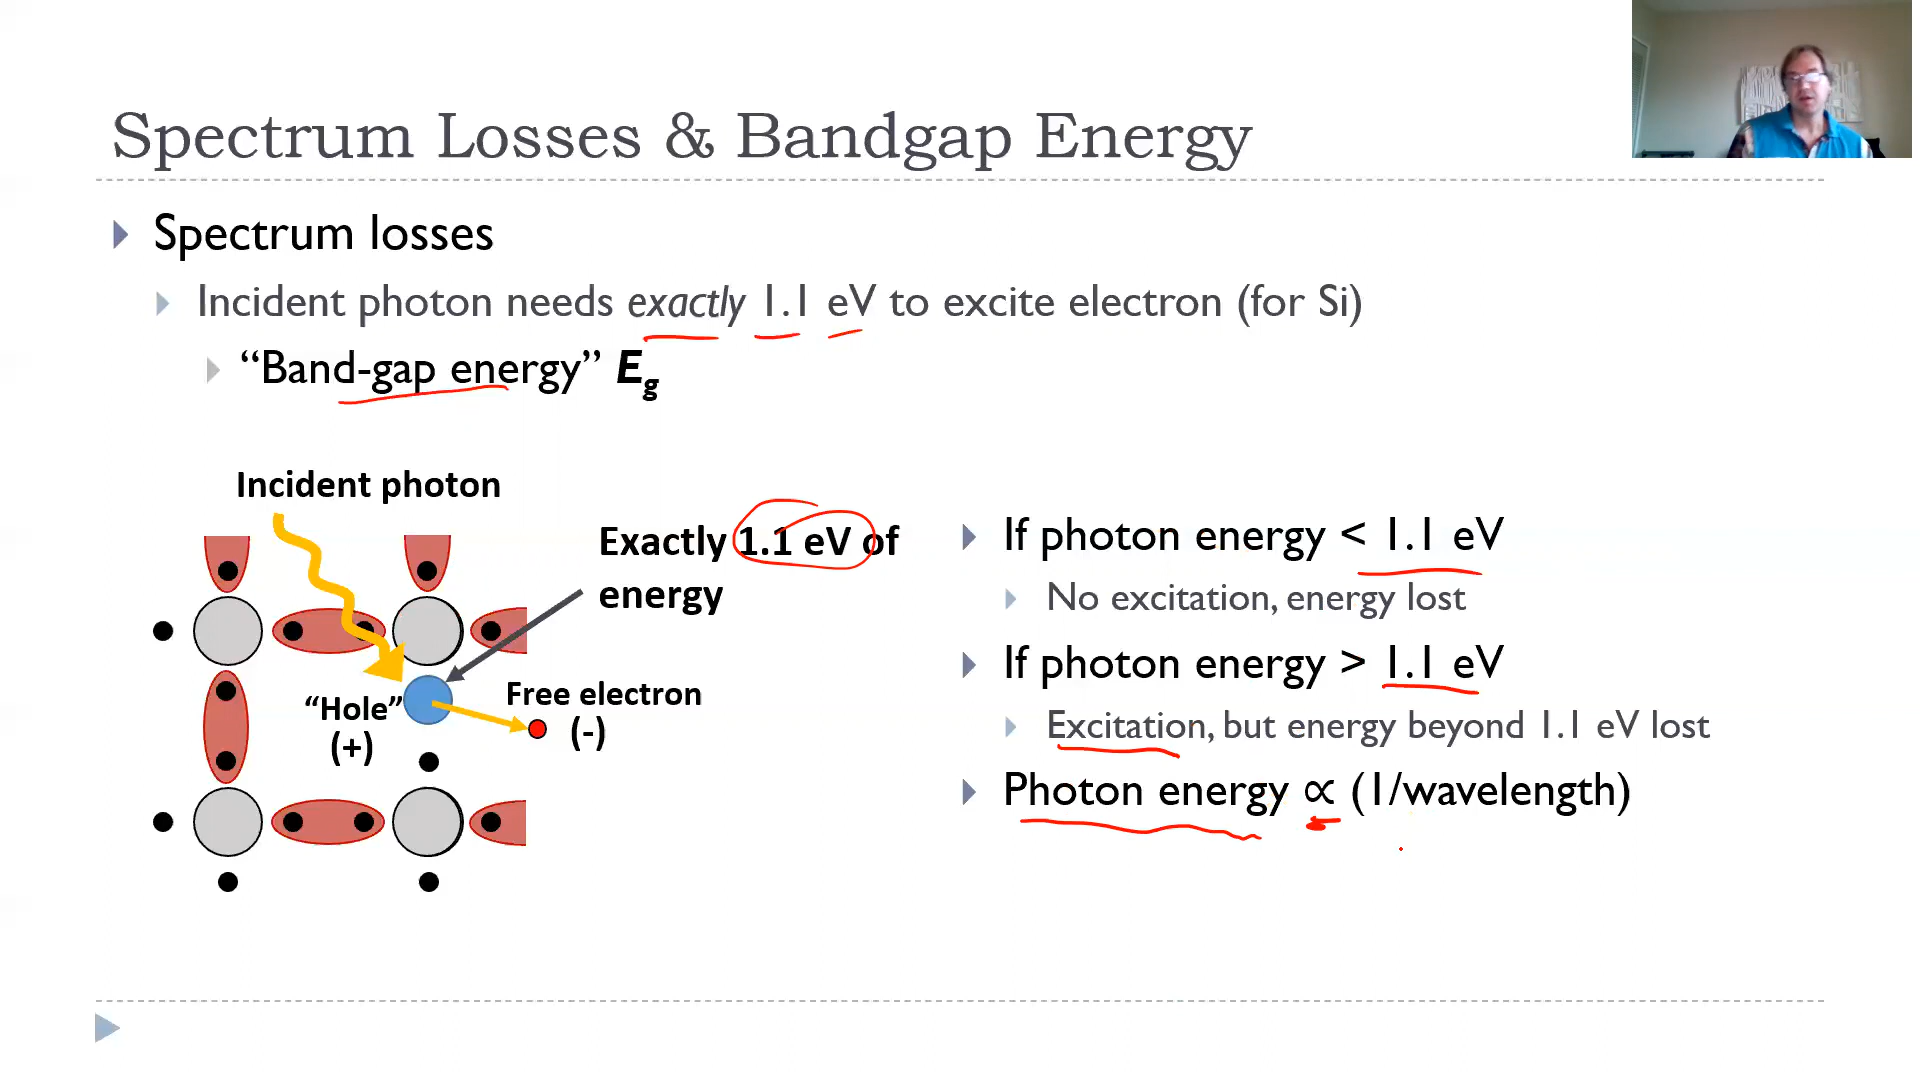 Spectrum Losses & Bandgap Energy
Spectrum losses
Incident photon needs exactly 1.1 eV to excite electron (for Si)
“Band-gap energy” Eg
Incident photon
Exactly 1.1 eV of
energy
“Hole”
(+)
Free electron
(-)
If photon energy < 1.1 eV
No excitation, energy lost
If photon energy > 1.1 eV
Excitation, but energy beyond 1.1 eV lost
Photon energy ∝ (1/wavelength)